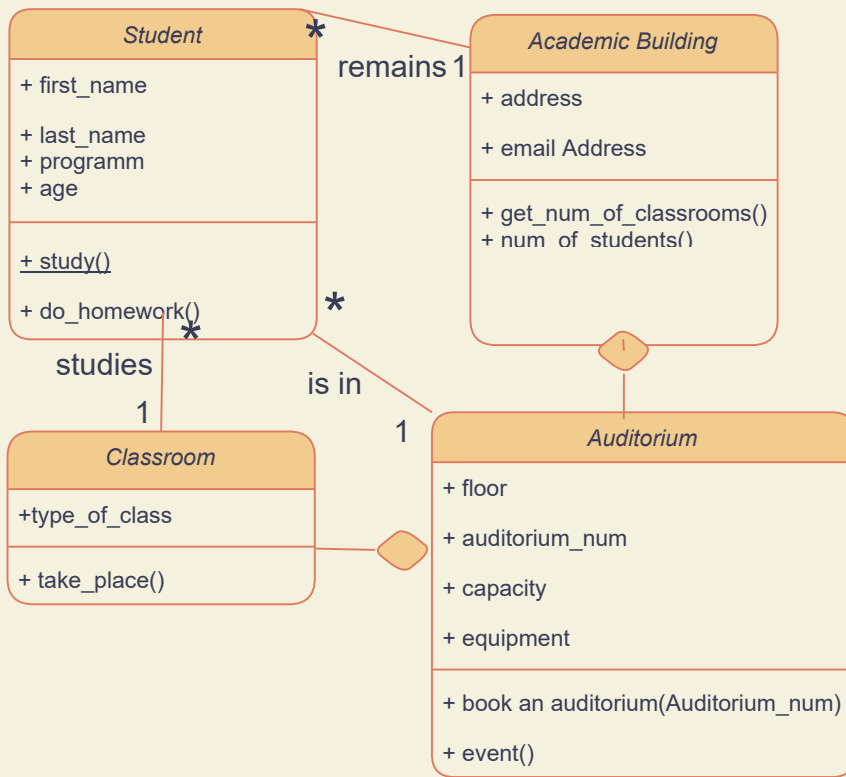 Student
+ first_name
+ last_name
+ programm
+ age
+ study()
+ do_homework()
*
remains 1
Academic Building
+ address
+ email Address
+ get_num_of_classrooms()
+ num_of_students()
*
studies
1
*
is in
1
Classroom
+type_of_class
+ take_place()
Auditorium
+ floor
+ auditorium_num
+ capacity
+ equipment
+ book an auditorium(Auditorium_num)
+ event()